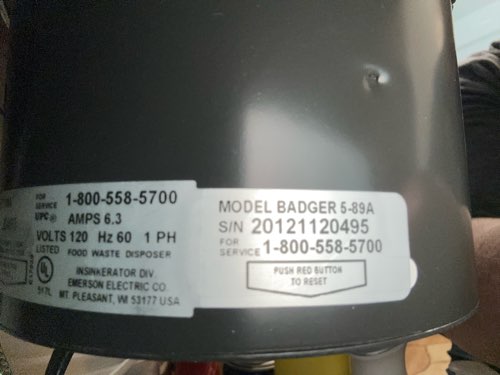 FOR SERVICE 1-800-558-5700
UPC® AMPS 6.3
VOLTS 120 Hz 60 1 PH
LISTED FOOD WASTE DISPOSER
UL
INSINKERATOR DIV.
EMERSON ELECTRIC CO.
MT. PLEASANT, WI 53177 USA
MODEL BADGER 5-89A
S/N 20121120495
FOR SERVICE 1-800-558-5700
PUSH RED BUTTON
TO RESET